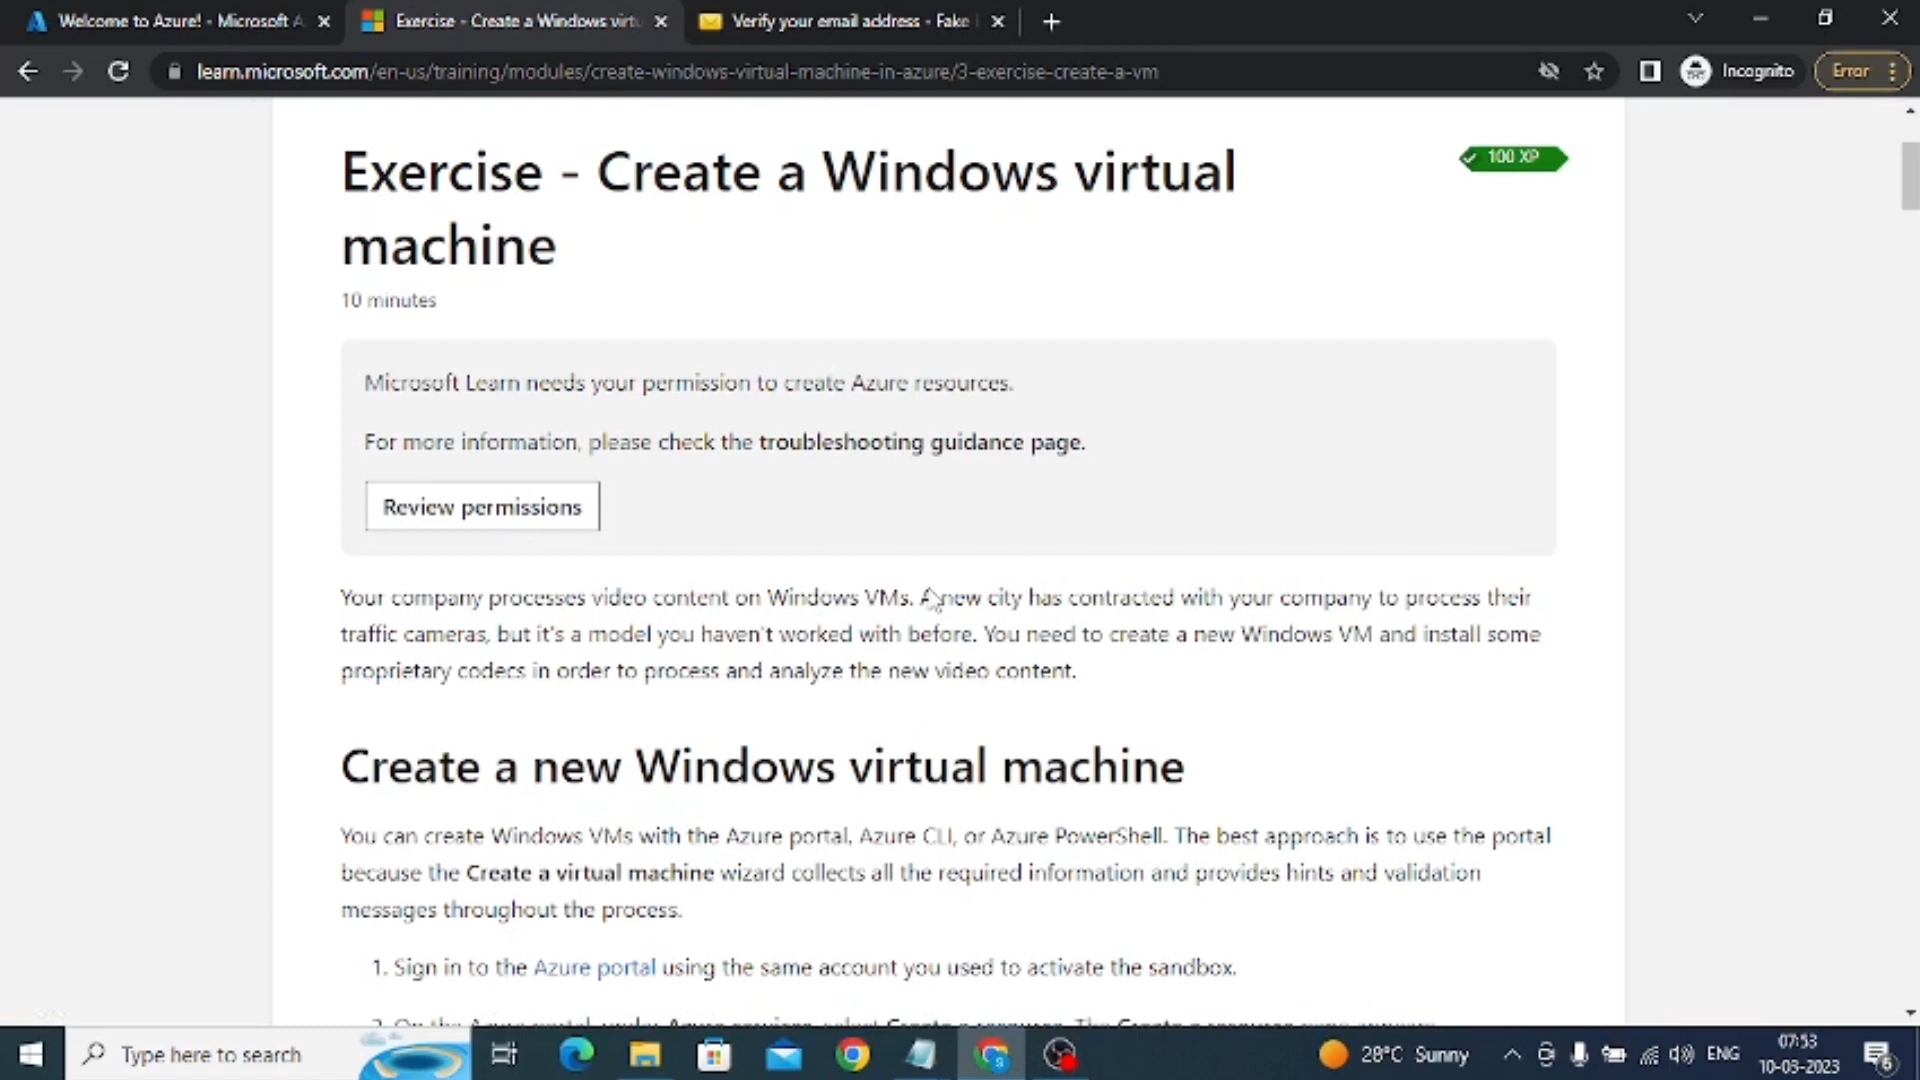 Welcome to Azure! - Microsoft A
Exercise - Create a Windows virtu
Verify your email address - Fake
learn.microsoft.com/en-us/training/modules/create-windows-virtual-machine-in-azure/3-exercise-create-a-vm
Incognito
Error
Exercise - Create a Windows virtual
machine
100 XP
10 minutes
Microsoft Learn needs your permission to create Azure resources.
For more information, please check the troubleshooting guidance page.
Review permissions
Your company processes video content on Windows VMs. A new city has contracted with your company to process their
traffic cameras, but it's a model you haven't worked with before. You need to create a new Windows VM and install some
proprietary codecs in order to process and analyze the new video content.
Create a new Windows virtual machine
You can create Windows VMs with the Azure portal, Azure CLI, or Azure PowerShell. The best approach is to use the portal
because the Create a virtual machine wizard collects all the required information and provides hints and validation
messages throughout the process.
1. Sign in to the Azure portal using the same account you used to activate the sandbox.
Type here to search
28°C Sunny
ENG
07:53
10-03-2023